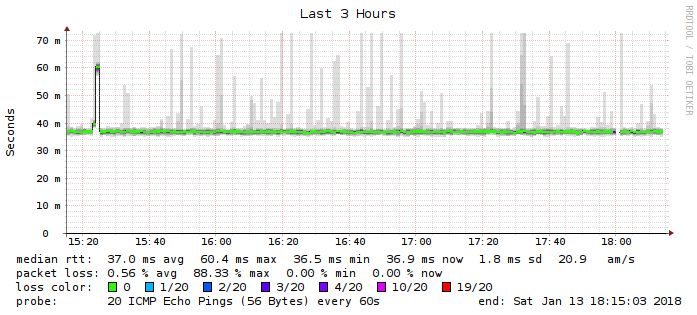 Last 3 Hours
RRDTOOL / TOBI OETIKER
Seconds
70 m
60 m
50 m
40 m
30 m
20 m
10 m
0
15:20 15:40 16:00 16:20 16:40 17:00 17:20 17:40 18:00
median rtt: 37.0 ms avg 60.4 ms max 36.5 ms min 36.9 ms now 1.8 ms sd 20.9 am/s
packet loss: 0.56 % avg 88.33 % max 0.00 % min 0.00 % now
loss color: 0 1/20 2/20 3/20 4/20 10/20 19/20
probe: 20 ICMP Echo Pings (56 Bytes) every 60s end: Sat Jan 13 18:15:03 2018